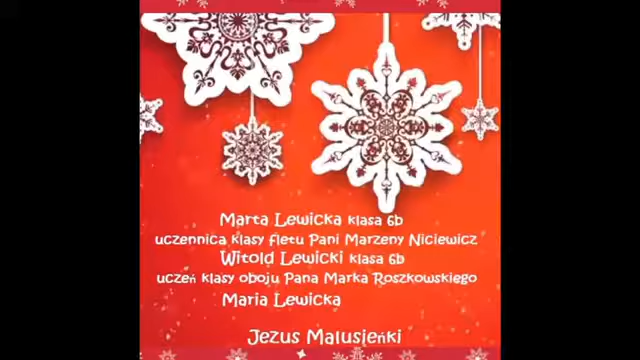 Marta Lewicka klasa 6b
uczennica klasy fletu Pani Marzeny Niciewicz
Witold Lewicki klasa 6b
uczeń klasy oboju Pana Marka Roszkowskiego
Maria Lewicka
Jezus Malusieńki